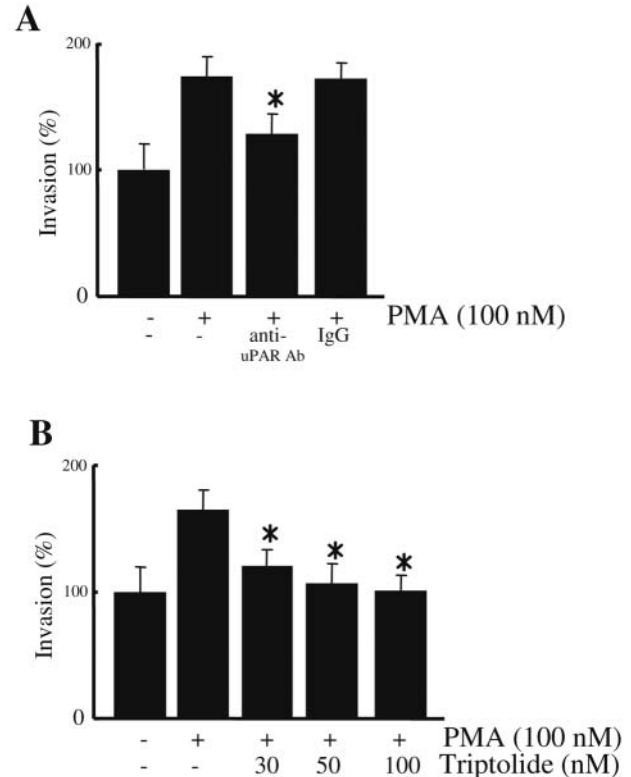 A
200
*
Invasion (%)
100
0
- + + + PMA (100 nM)
- - anti- IgG
uPAR Ab
B
200
* * *
Invasion (%)
100
0
- + + + + PMA (100 nM)
- - 30 50 100 Triptolide (nM)